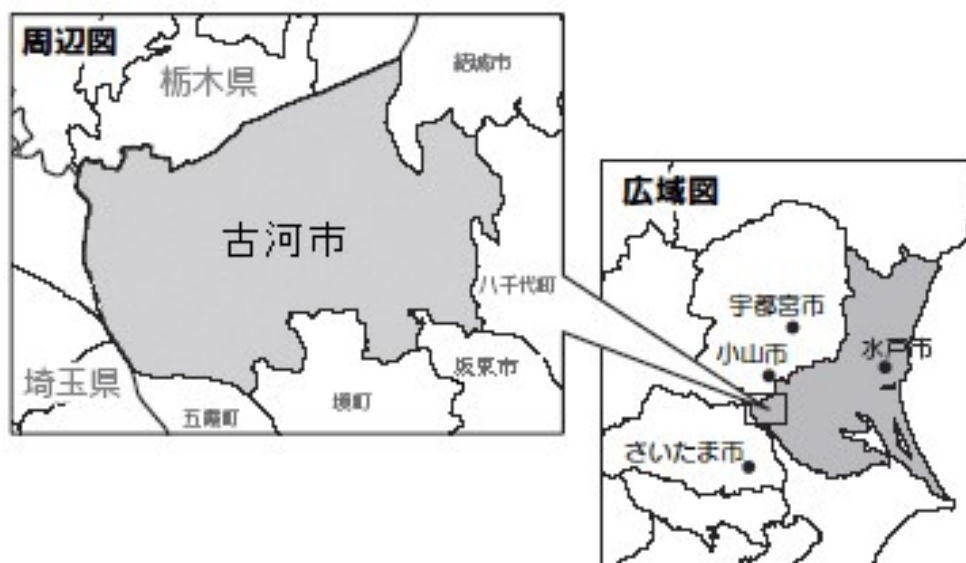 周辺図
栃木県
結城市
古河市
八千代町
埼玉県
五霞町
境町
坂東市
広域図
宇都宮市
小山市
水戸市
さいたま市